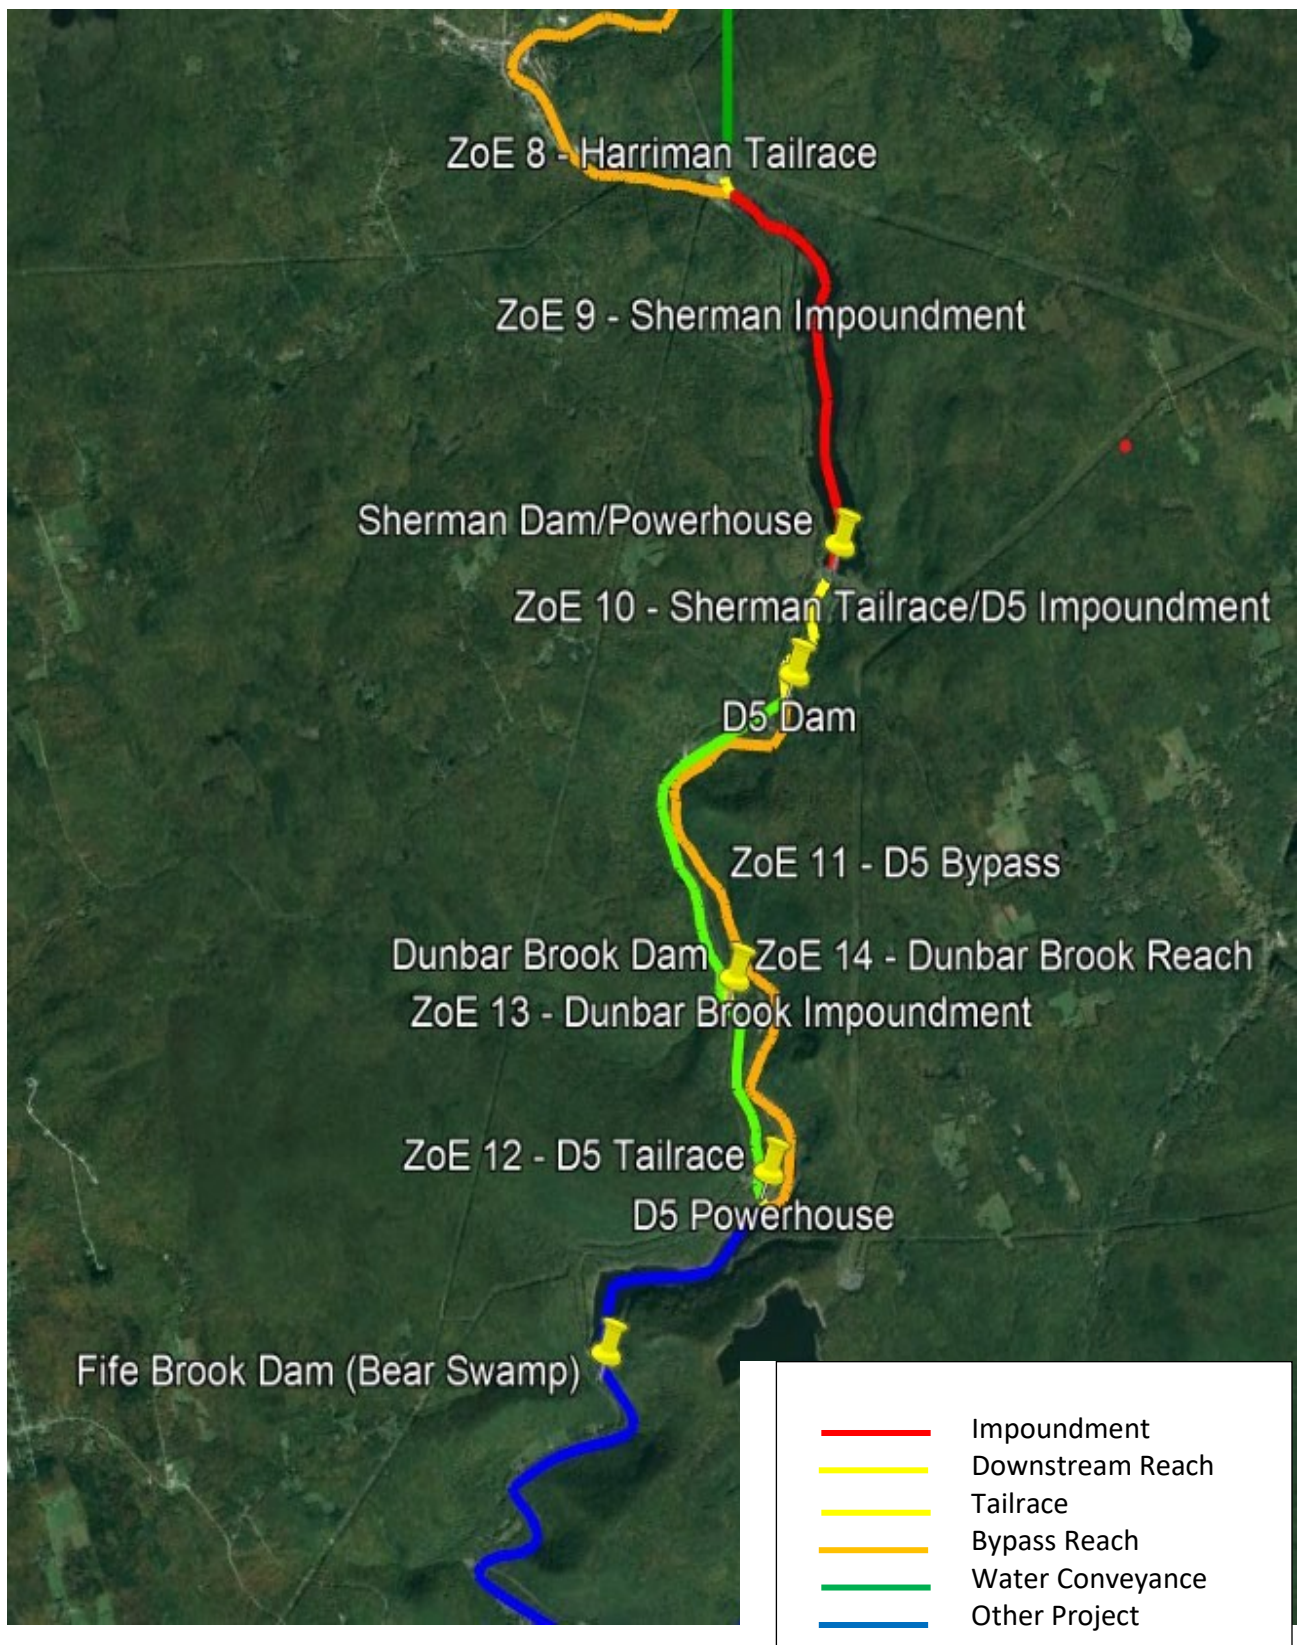 ZoE 8 - Harriman Tailrace
ZoE 9 - Sherman Impoundment
Sherman Dam/Powerhouse
ZoE 10 - Sherman Tailrace/D5 Impoundment
D5 Dam
ZoE 11 - D5 Bypass
Dunbar Brook Dam
ZoE 14 - Dunbar Brook Reach
ZoE 13 - Dunbar Brook Impoundment
ZoE 12 - D5 Tailrace
D5 Powerhouse
Fife Brook Dam (Bear Swamp)
Impoundment
Downstream Reach
Tailrace
Bypass Reach
Water Conveyance
Other Project